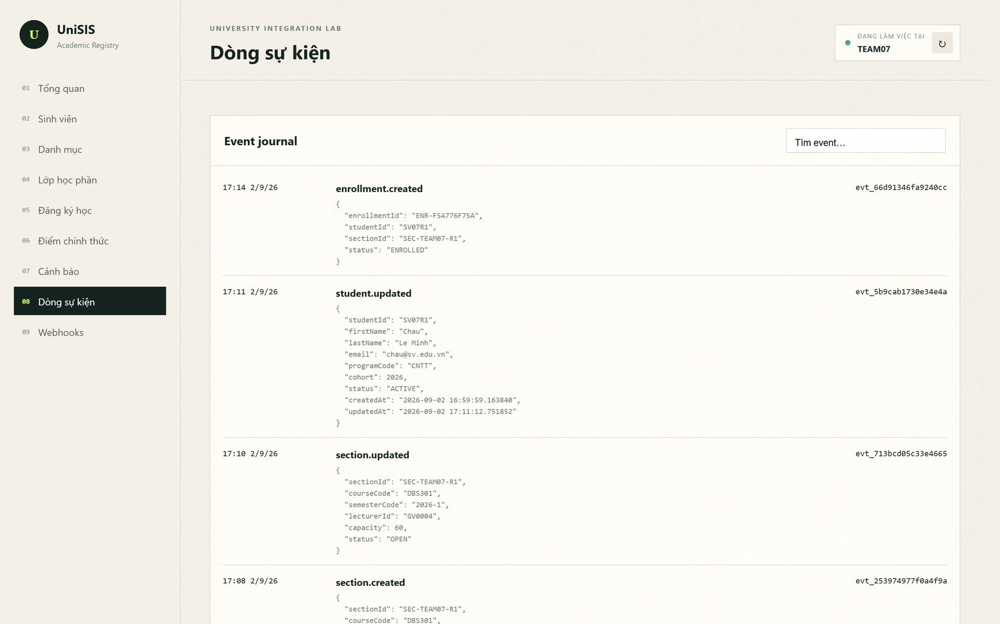 U
UniSIS
Academic Registry
01 Tổng quan
02 Sinh viên
03 Danh mục
04 Lớp học phần
05 Đăng ký học
06 Điểm chính thức
07 Cảnh báo
08 Dòng sự kiện
09 Webhooks
UNIVERSITY INTEGRATION LAB
Dòng sự kiện
ĐANG LÀM VIỆC TẠI
TEAM07
↻
Event journal
Tìm event...
17:14 2/9/26
enrollment.created
evt_66d91346fa9240cc
{
"enrollmentId": "ENR-F5A776F75A",
"studentId": "SV07R1",
"sectionId": "SEC-TEAM07-R1",
"status": "ENROLLED"
}
17:11 2/9/26
student.updated
evt_5b9cab1730e34e4a
{
"studentId": "SV07R1",
"firstName": "Chau",
"lastName": "Le Minh",
"email": "chau@sv.edu.vn",
"programCode": "CNTT",
"cohort": 2026,
"status": "ACTIVE",
"createdAt": "2026-09-02 16:59:59.163840",
"updatedAt": "2026-09-02 17:11:12.751852"
}
17:10 2/9/26
section.updated
evt_713bcd05c33e4665
{
"sectionId": "SEC-TEAM07-R1",
"courseCode": "DBS301",
"semesterCode": "2026-1",
"lecturerId": "GV0004",
"capacity": 60,
"status": "OPEN"
}
17:08 2/9/26
section.created
evt_253974977f0a4f9a
{
"sectionId": "SEC-TEAM07-R1",
"courseCode": "DBS301",